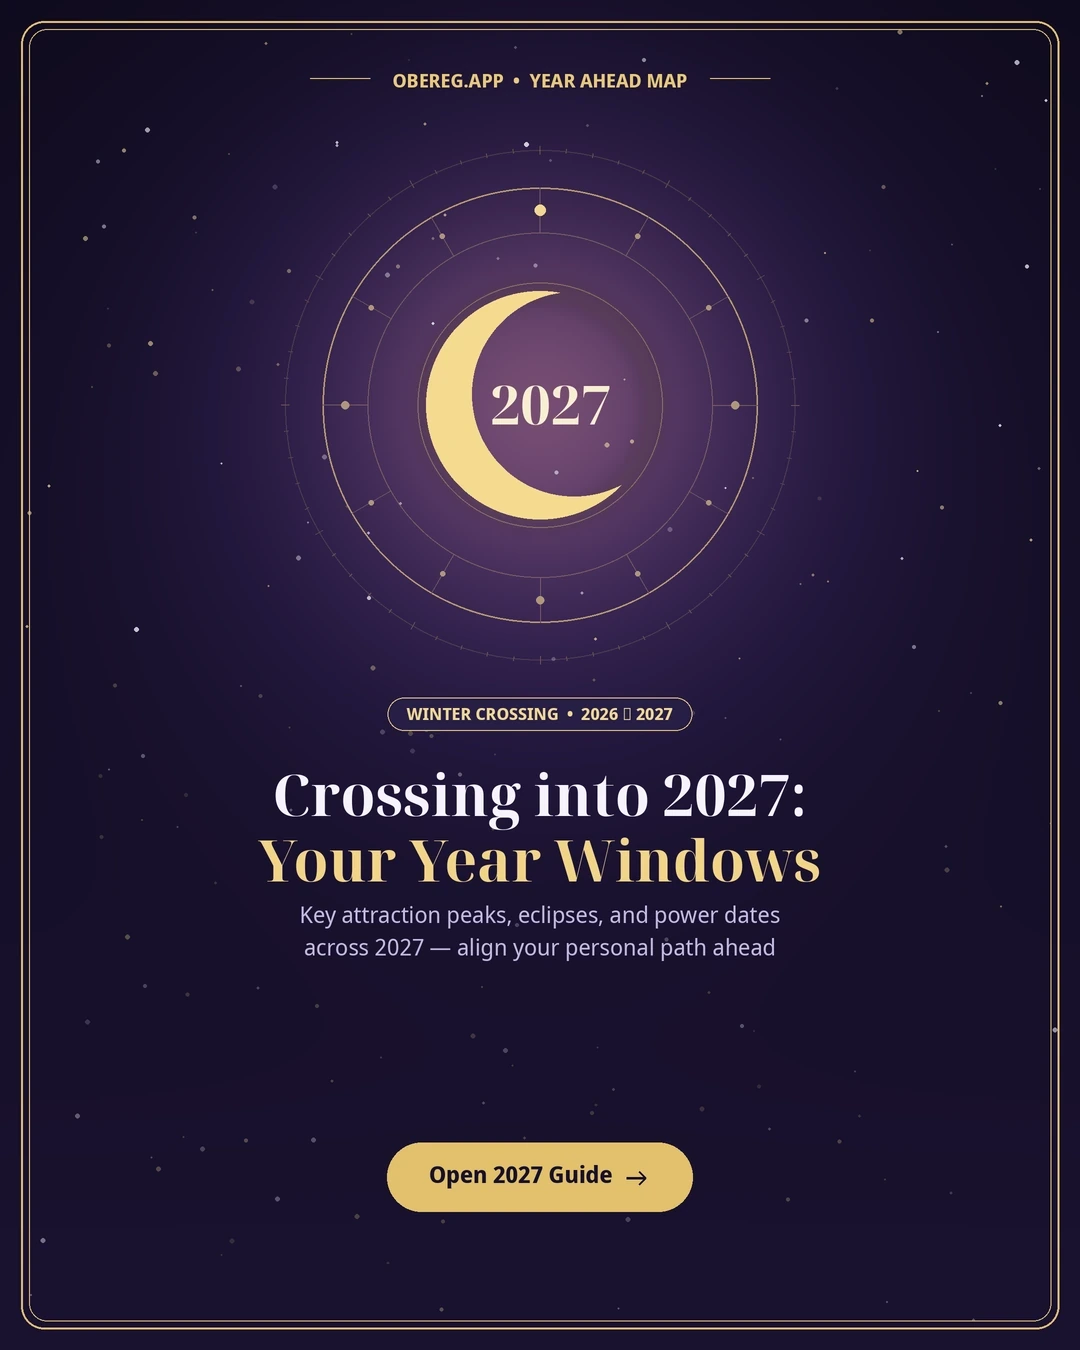 OBEREG.APP • YEAR AHEAD MAP
2027
WINTER CROSSING • 2026 ▯ 2027
Crossing into 2027:
Your Year Windows
Key attraction peaks, eclipses, and power dates
across 2027 — align your personal path ahead
Open 2027 Guide →